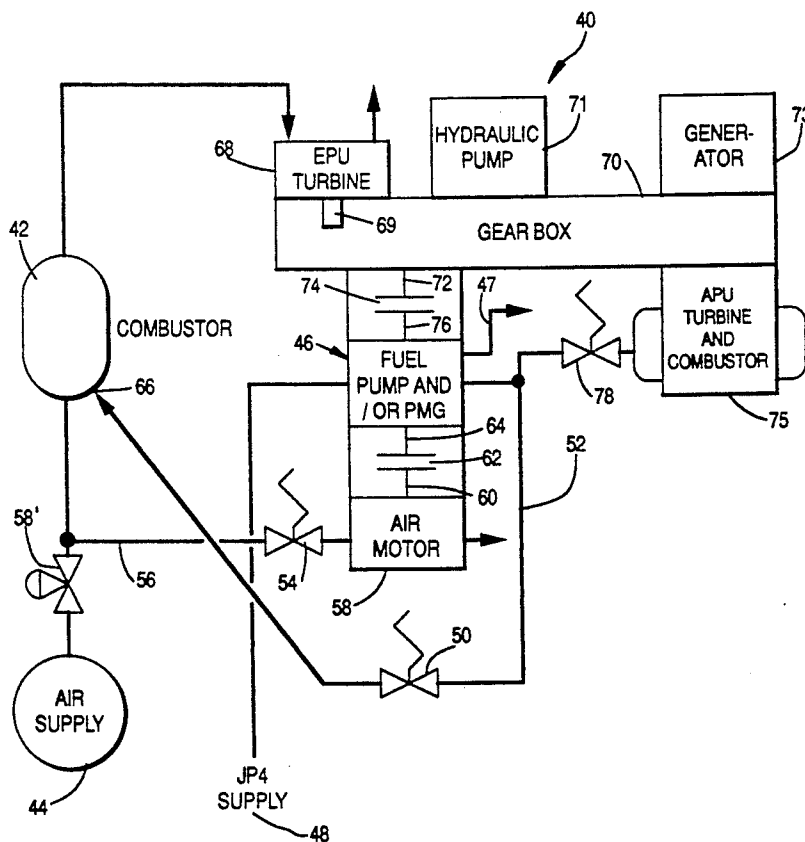 40
71
73
68
HYDRAULIC
PUMP
GENER-
ATOR
70
EPU
TURBINE
69
GEAR BOX
42
COMBUSTOR
72
74
76
47
46
FUEL
PUMP AND
/ OR PMG
APU
TURBINE
AND
COMBUSTOR
78
75
66
64
62
60
52
58'
56
54
AIR
MOTOR
58
50
AIR
SUPPLY
44
JP4
SUPPLY
48